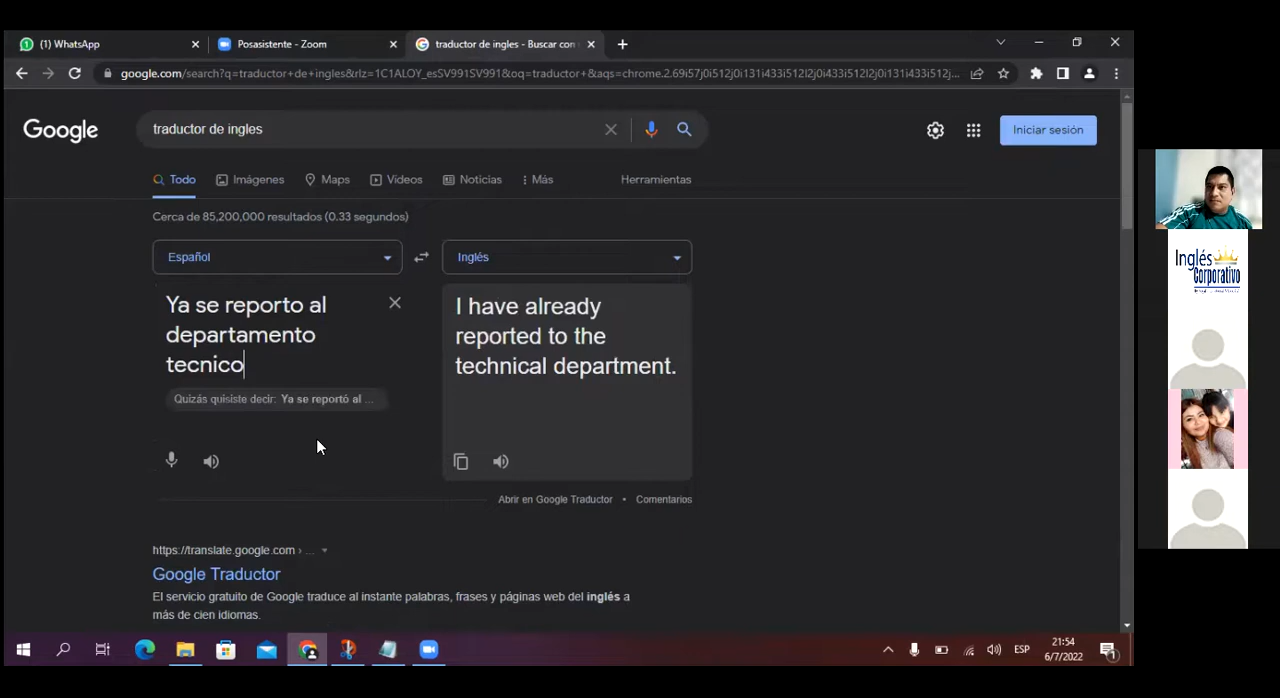 (1) WhatsApp
Posasistente - Zoom
traductor de ingles - Buscar con
google.com/search?q=traductor+de+ingles&rlz=1C1ALOY_esSV991SV991&oq=traductor+&aqs=chrome.2.69i57j0i512j0i131i433i512l2j0i433i512l2j0i131i433i512j...
Google
traductor de ingles
Iniciar sesión
Todo
Imágenes
Maps
Vídeos
Noticias
Más
Herramientas
Cerca de 85,200,000 resultados (0.33 segundos)
Español
Inglés
Ya se reporto al
departamento
tecnico
Quizás quisiste decir: Ya se reportó al ...
I have already
reported to the
technical department.
Abrir en Google Traductor • Comentarios
https://translate.google.com › ...
Google Traductor
El servicio gratuito de Google traduce al instante palabras, frases y páginas web del inglés a
más de cien idiomas.
ESP
21:54
6/7/2022
1
Inglés
Corporativo